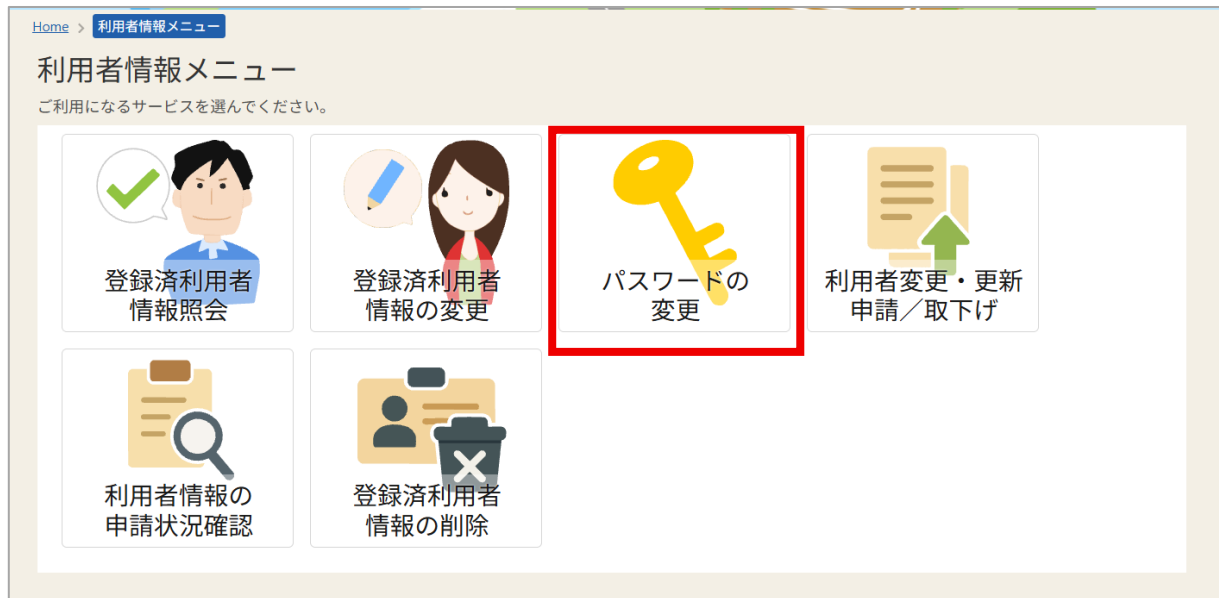 Home > 利用者情報メニュー
利用者情報メニュー
ご利用になるサービスを選んでください。
登録済利用者
情報照会
登録済利用者
情報の変更
パスワードの
変更
利用者変更・更新
申請／取下げ
利用者情報の
申請状況確認
登録済利用者
情報の削除